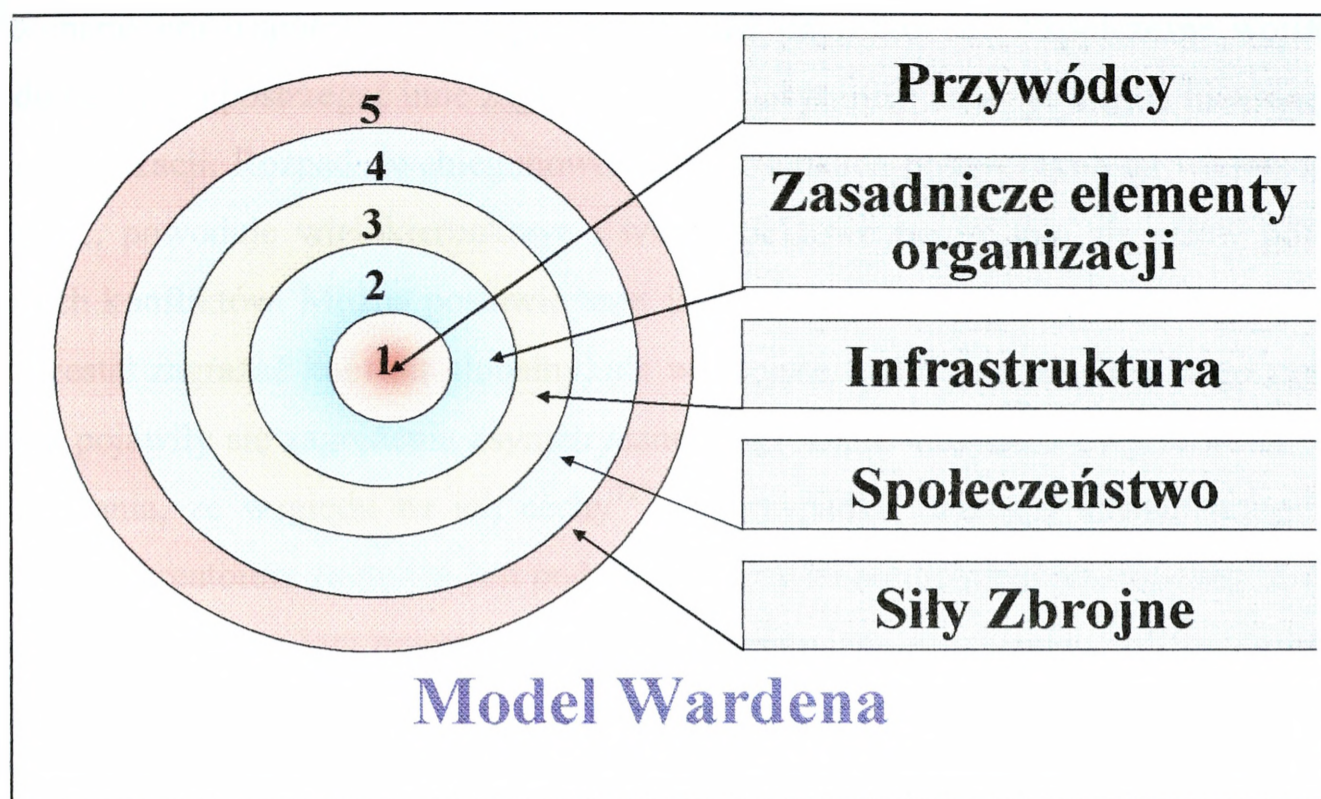 5
4
3
2
1
Przywódcy
Zasadnicze elementy
organizacji
Infrastruktura
Społeczeństwo
Siły Zbrojne
Model Wardena